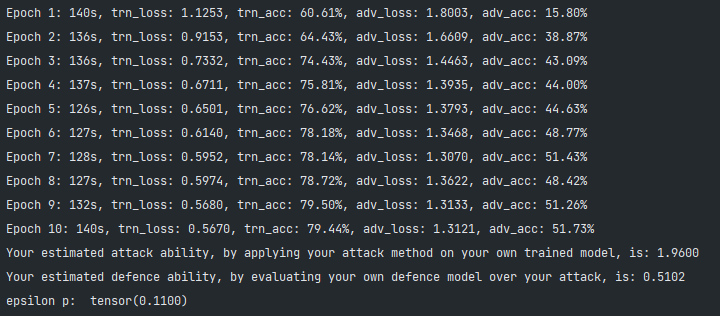 Epoch 1: 140s, trn_loss: 1.1253, trn_acc: 60.61%, adv_loss: 1.8003, adv_acc: 15.80%
Epoch 2: 136s, trn_loss: 0.9153, trn_acc: 64.43%, adv_loss: 1.6609, adv_acc: 38.87%
Epoch 3: 136s, trn_loss: 0.7332, trn_acc: 74.43%, adv_loss: 1.4463, adv_acc: 43.09%
Epoch 4: 137s, trn_loss: 0.6711, trn_acc: 75.81%, adv_loss: 1.3935, adv_acc: 44.00%
Epoch 5: 126s, trn_loss: 0.6501, trn_acc: 76.62%, adv_loss: 1.3793, adv_acc: 44.63%
Epoch 6: 127s, trn_loss: 0.6140, trn_acc: 78.18%, adv_loss: 1.3468, adv_acc: 48.77%
Epoch 7: 128s, trn_loss: 0.5952, trn_acc: 78.14%, adv_loss: 1.3070, adv_acc: 51.43%
Epoch 8: 127s, trn_loss: 0.5974, trn_acc: 78.72%, adv_loss: 1.3622, adv_acc: 48.42%
Epoch 9: 132s, trn_loss: 0.5680, trn_acc: 79.50%, adv_loss: 1.3133, adv_acc: 51.26%
Epoch 10: 140s, trn_loss: 0.5670, trn_acc: 79.44%, adv_loss: 1.3121, adv_acc: 51.73%
Your estimated attack ability, by applying your attack method on your own trained model, is: 1.9600
Your estimated defence ability, by evaluating your own defence model over your attack, is: 0.5102
epsilon p:  tensor(0.1100)